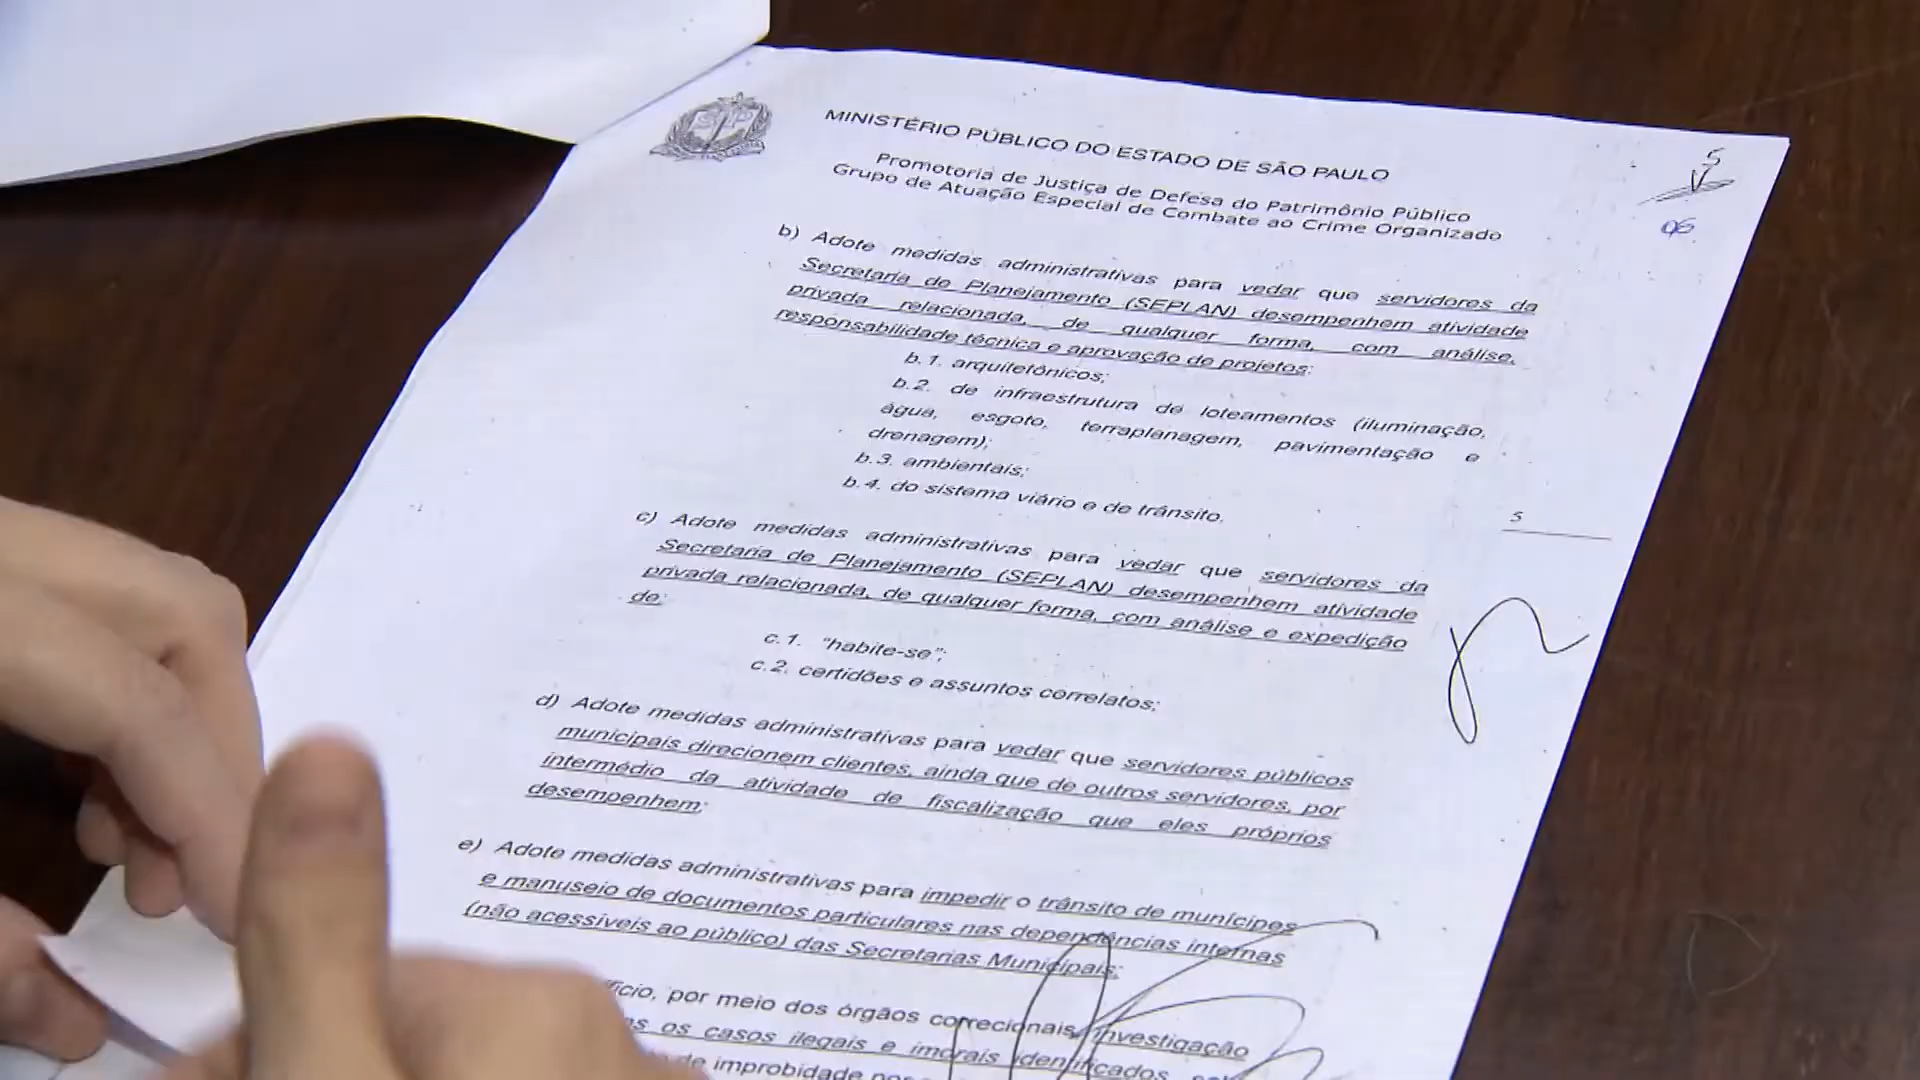 MINISTÉRIO PÚBLICO DO ESTADO DE SÃO PAULO
Promotoria de Justiça de Defesa do Patrimônio Público
Grupo de Atuação Especial de Combate ao Crime Organizado
5
06
b) Adote medidas administrativas para vedar que servidores da
Secretaria de Planejamento (SEPLAN) desempenhem atividade
privada relacionada, de qualquer forma, com análise,
responsabilidade técnica e aprovação de projetos:
b.1. arquitetônicos;
b.2. de infraestrutura de loteamentos (iluminação,
água, esgoto, terraplanagem, pavimentação e
drenagem);
b.3. ambientais;
b.4. do sistema viário e de trânsito.
5
c) Adote medidas administrativas para vedar que servidores da
Secretaria de Planejamento (SEPLAN) desempenhem atividade
privada relacionada, de qualquer forma, com análise e expedição
de:
c.1. "habite-se";
c.2. certidões e assuntos correlatos;
d) Adote medidas administrativas para vedar que servidores públicos
municipais direcionem clientes, ainda que de outros servidores, por
intermédio da atividade de fiscalização que eles próprios
desempenhem;
e) Adote medidas administrativas para impedir o trânsito de munícipes
e manuseio de documentos particulares nas dependências internas
(não acessíveis ao público) das Secretarias Municipais;
por meio dos órgãos correcionais, investigação
os casos ilegais e imorais identificados,
de improbidade